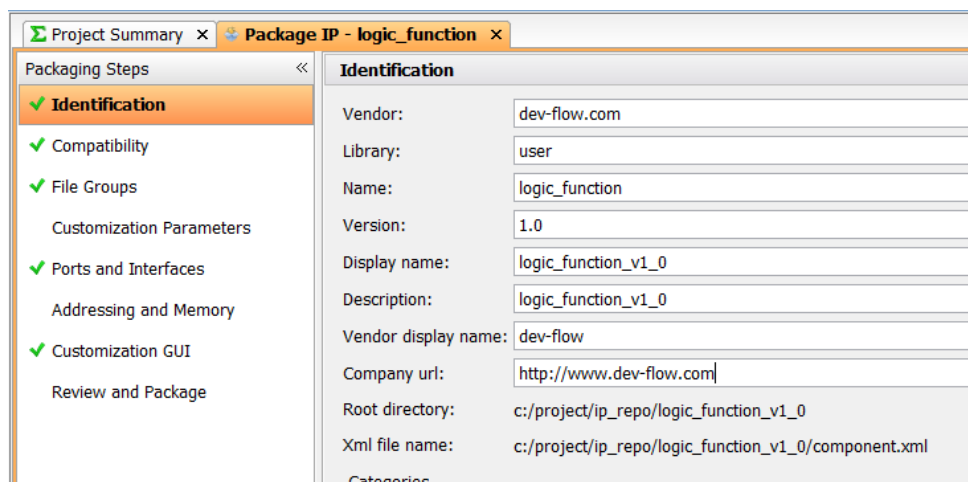 Project Summary
Package IP - logic_function
Packaging Steps
Identification
Compatibility
File Groups
Customization Parameters
Ports and Interfaces
Addressing and Memory
Customization GUI
Review and Package
Identification
Vendor: dev-flow.com
Library: user
Name: logic_function
Version: 1.0
Display name: logic_function_v1_0
Description: logic_function_v1_0
Vendor display name: dev-flow
Company url: http://www.dev-flow.com
Root directory: c:/project/ip_repo/logic_function_v1_0
Xml file name: c:/project/ip_repo/logic_function_v1_0/component.xml
Categories